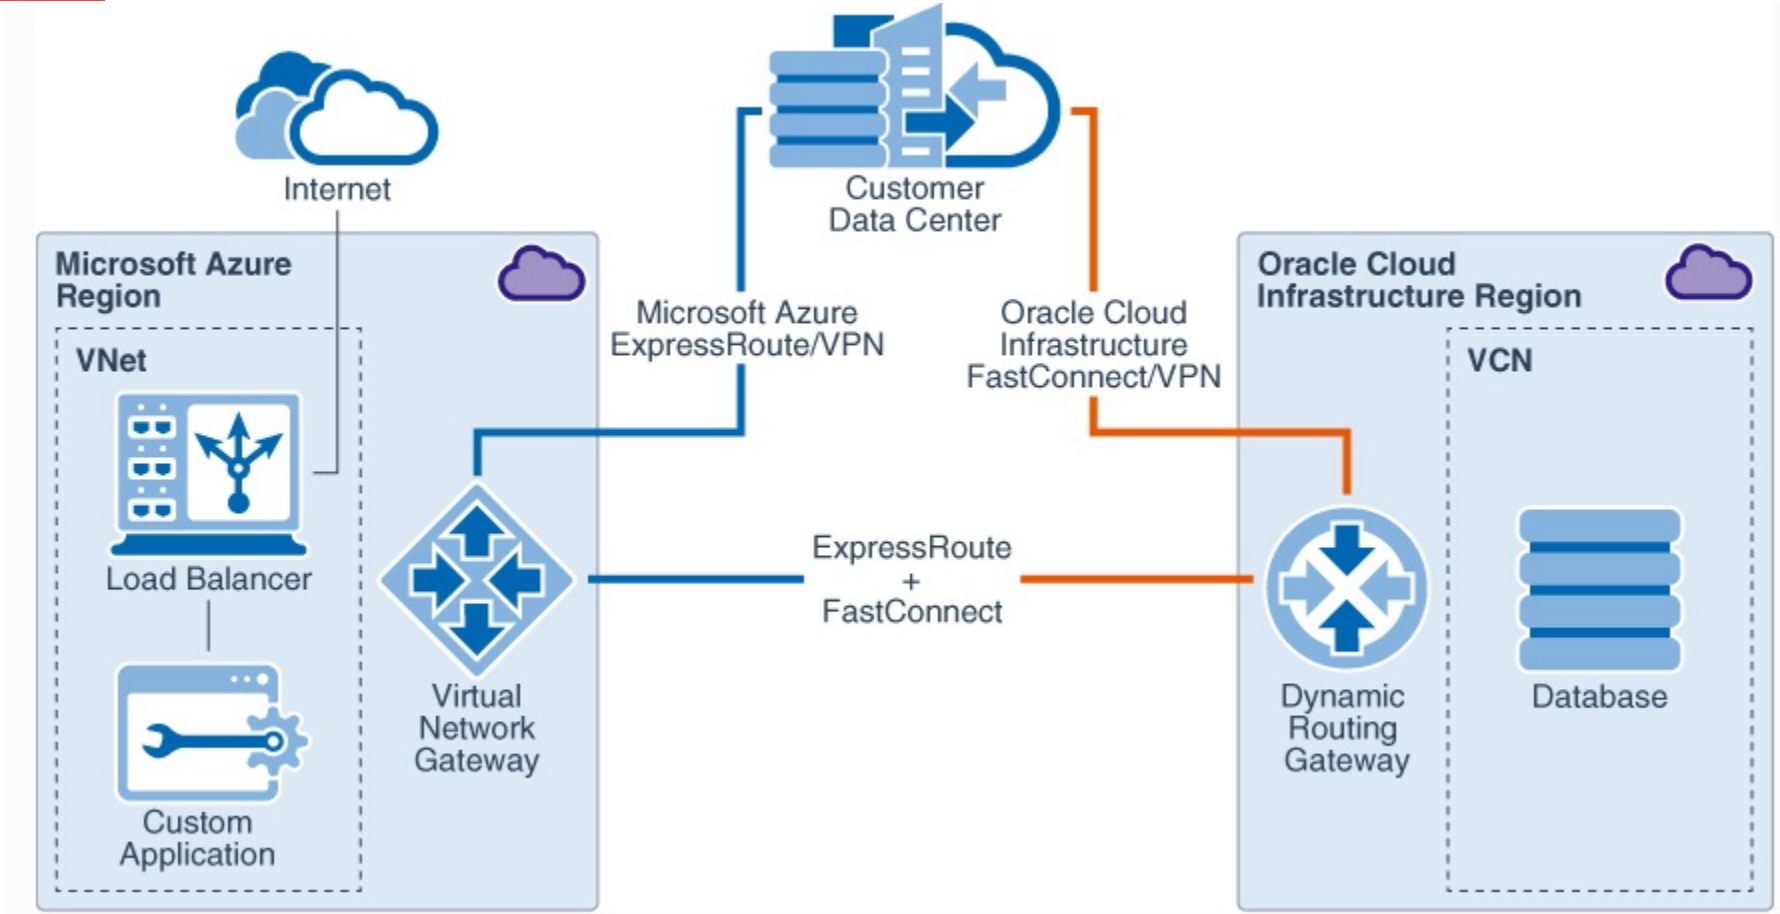 Internet
Customer
Data Center
Microsoft Azure
Region
VNet
Load Balancer
Custom
Application
Virtual
Network
Gateway
Microsoft Azure
ExpressRoute/VPN
Oracle Cloud
Infrastructure
FastConnect/VPN
ExpressRoute
+
FastConnect
Oracle Cloud
Infrastructure Region
Dynamic
Routing
Gateway
VCN
Database